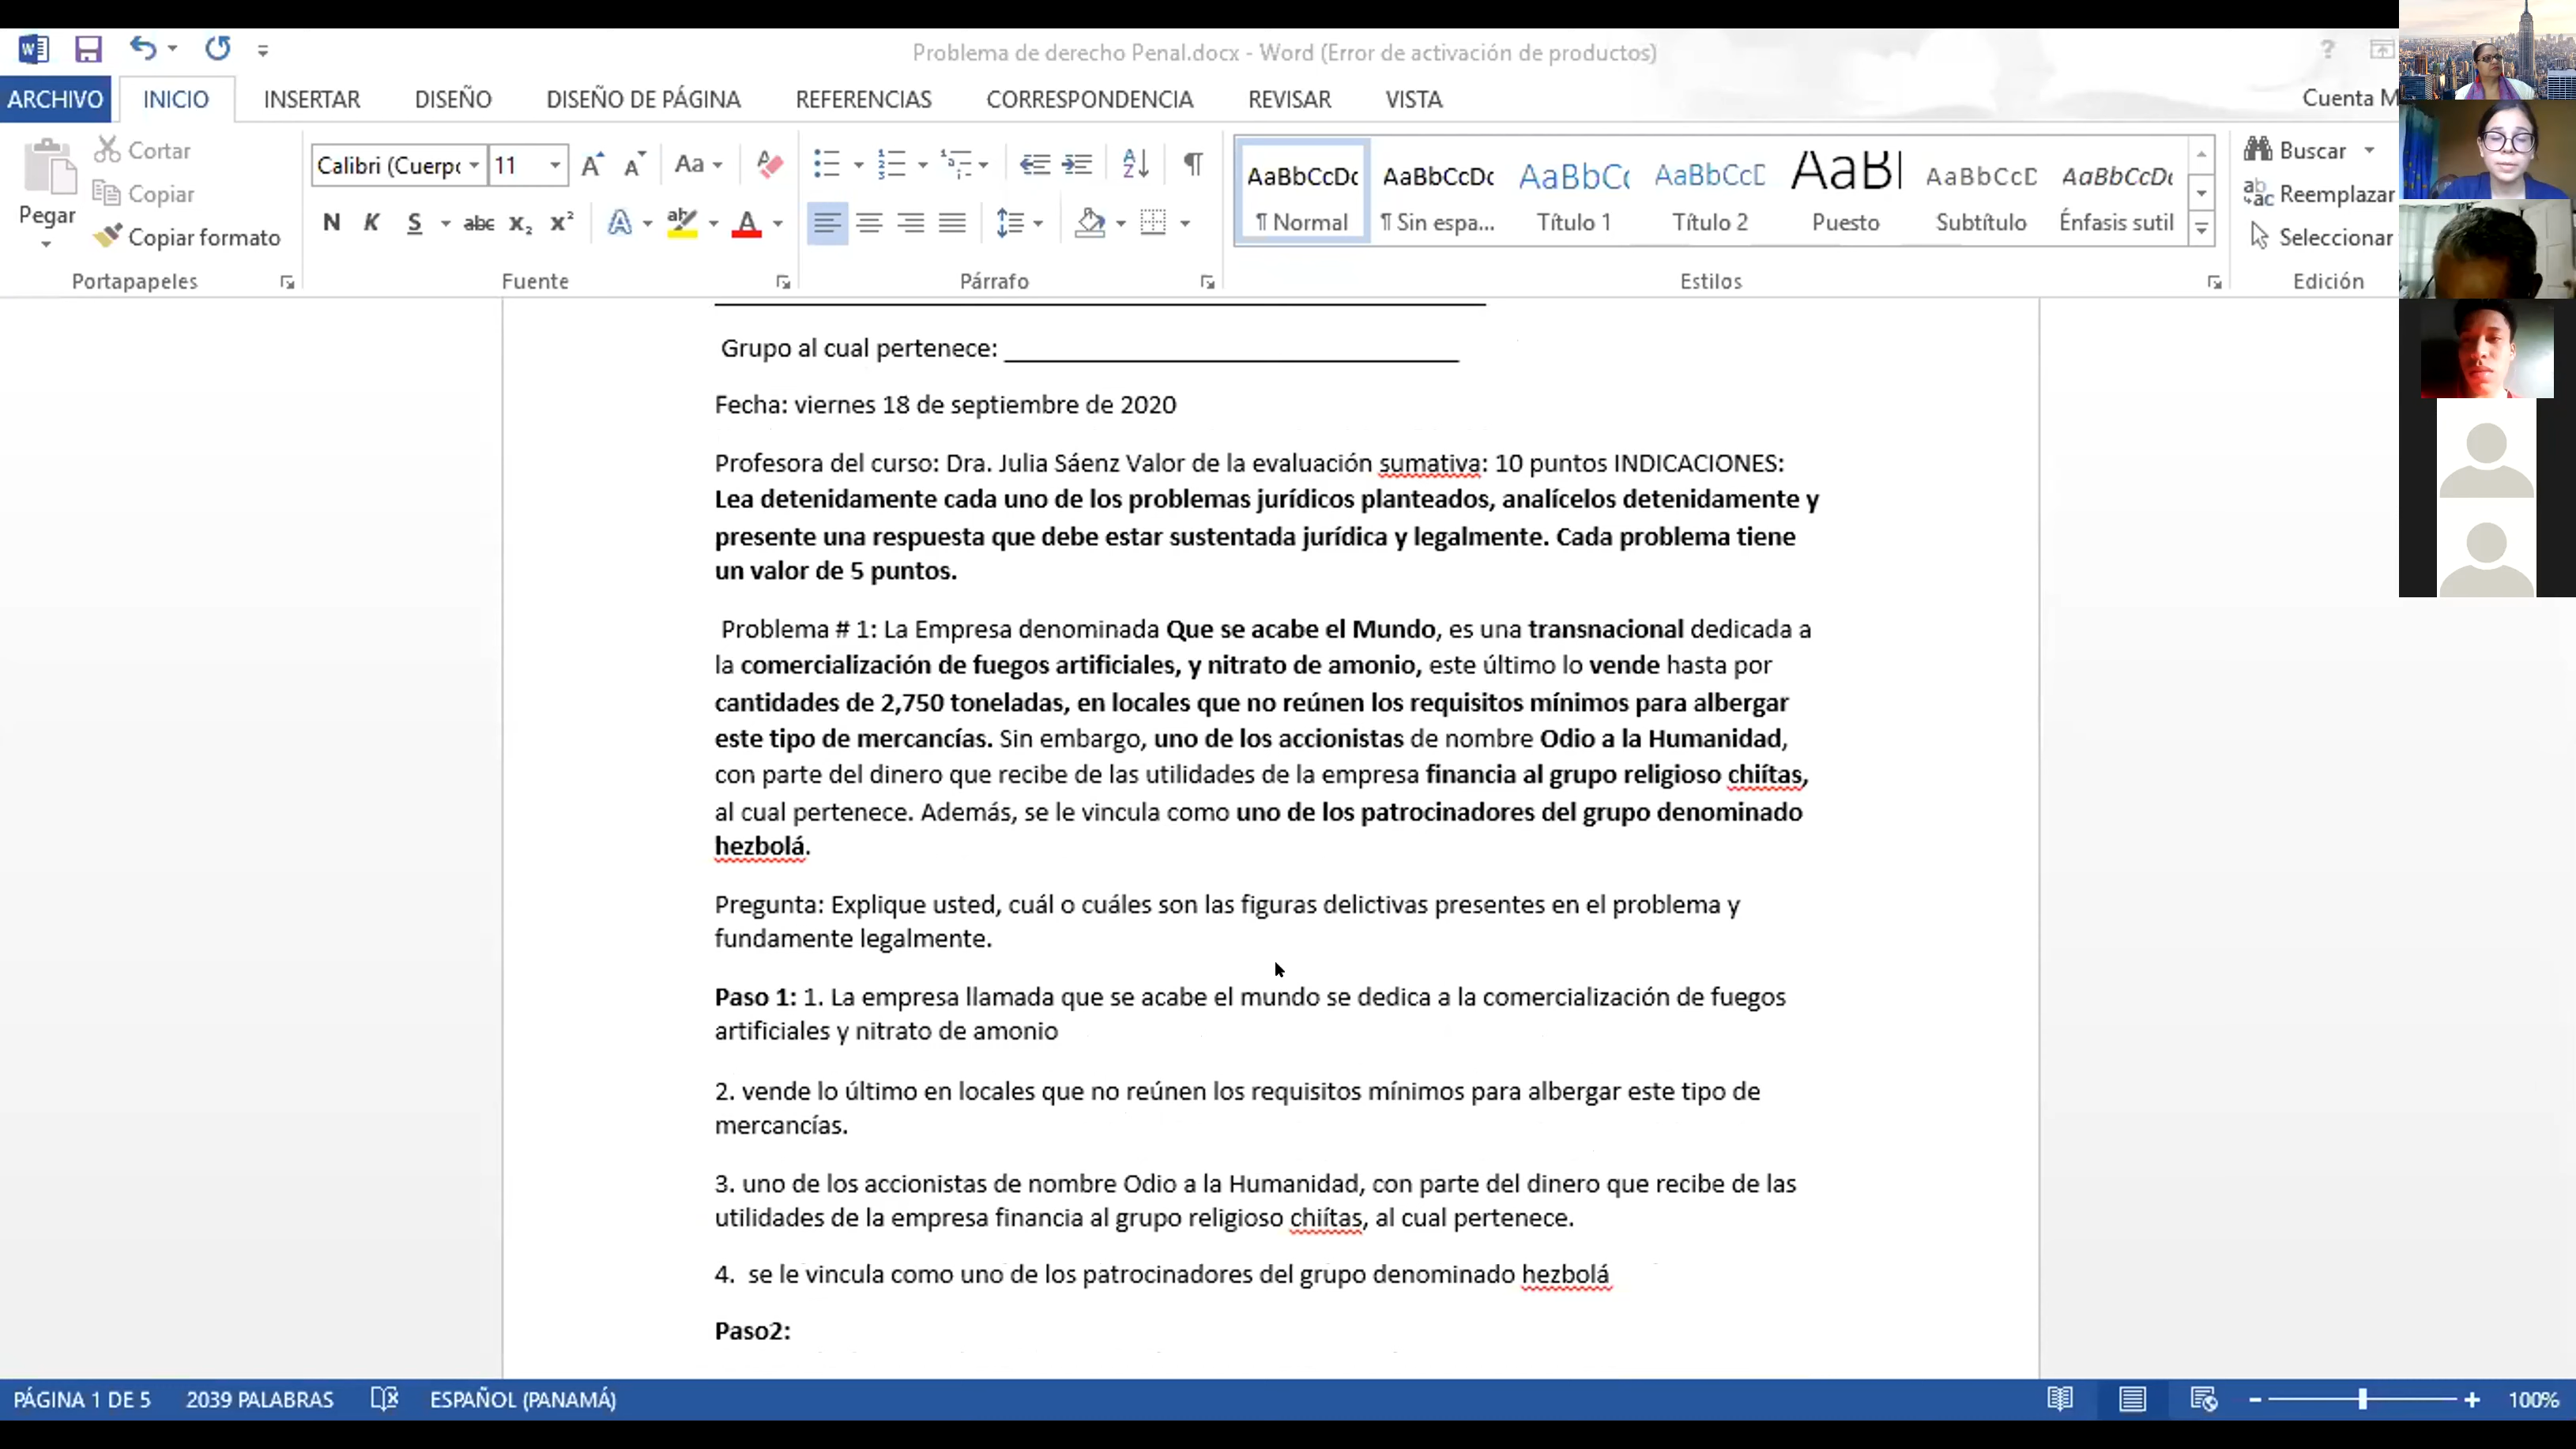 Problema de derecho Penal.docx - Word (Error de activación de productos)
ARCHIVO INICIO INSERTAR DISEÑO DISEÑO DE PÁGINA REFERENCIAS CORRESPONDENCIA REVISAR VISTA Cuenta M
Pegar
Cortar
Copiar
Copiar formato
Portapapeles
Calibri (Cuerpo 11
N K S abc x₂ x²
Fuente
Párrafo
AaBbCcDc AaBbCcDc AaBbCc AaBbCcD AaBl AaBbCcD AaBbCcDc
¶ Normal ¶ Sin espa... Título 1 Título 2 Puesto Subtítulo Énfasis sutil
Estilos
Buscar
Reemplazar
Seleccionar
Edición
Grupo al cual pertenece: ___________________________________
Fecha: viernes 18 de septiembre de 2020
Profesora del curso: Dra. Julia Sáenz Valor de la evaluación sumativa: 10 puntos INDICACIONES:
Lea detenidamente cada uno de los problemas jurídicos planteados, analícelos detenidamente y
presente una respuesta que debe estar sustentada jurídica y legalmente. Cada problema tiene
un valor de 5 puntos.
Problema # 1: La Empresa denominada Que se acabe el Mundo, es una transnacional dedicada a
la comercialización de fuegos artificiales, y nitrato de amonio, este último lo vende hasta por
cantidades de 2,750 toneladas, en locales que no reúnen los requisitos mínimos para albergar
este tipo de mercancías. Sin embargo, uno de los accionistas de nombre Odio a la Humanidad,
con parte del dinero que recibe de las utilidades de la empresa financia al grupo religioso chiítas,
al cual pertenece. Además, se le vincula como uno de los patrocinadores del grupo denominado
hezbolá.
Pregunta: Explique usted, cuál o cuáles son las figuras delictivas presentes en el problema y
fundamente legalmente.
Paso 1: 1. La empresa llamada que se acabe el mundo se dedica a la comercialización de fuegos
artificiales y nitrato de amonio
2. vende lo último en locales que no reúnen los requisitos mínimos para albergar este tipo de
mercancías.
3. uno de los accionistas de nombre Odio a la Humanidad, con parte del dinero que recibe de las
utilidades de la empresa financia al grupo religioso chiítas, al cual pertenece.
4. se le vincula como uno de los patrocinadores del grupo denominado hezbolá
Paso2:
PÁGINA 1 DE 5 2039 PALABRAS ESPAÑOL (PANAMÁ) 100%